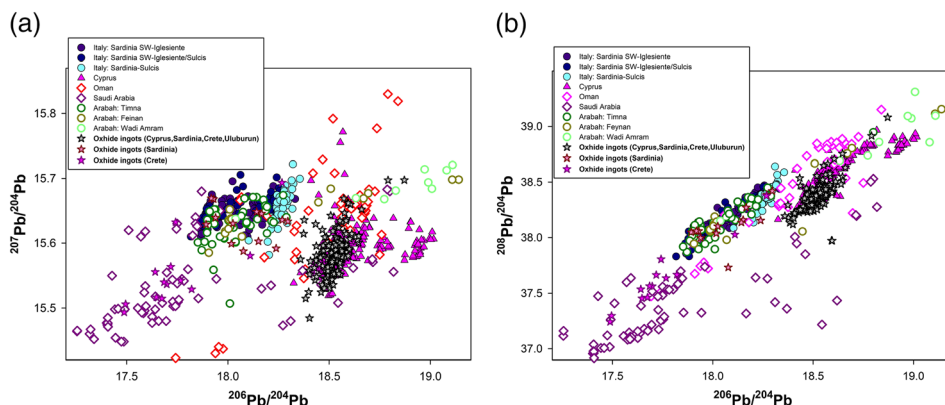 (a)
Italy: Sardinia SW-Iglesiente
Italy: Sardinia SW-Iglesiente/Sulcis
Italy: Sardinia-Sulcis
Cyprus
Oman
Saudi Arabia
Arabah: Timna
Arabah: Feinan
Arabah: Wadi Amram
Oxhide ingots (Cyprus,Sardinia,Crete,Uluburun)
Oxhide ingots (Sardinia)
Oxhide ingots (Crete)
15.8
15.7
15.6
15.5
²⁰⁷Pb/²⁰⁴Pb
17.5 18.0 18.5 19.0
²⁰⁶Pb/²⁰⁴Pb
(b)
Italy: Sardinia SW-Iglesiente
Italy: Sardinia SW-Iglesiente/Sulcis
Italy: Sardinia-Sulcis
Cyprus
Oman
Saudi Arabia
Arabah: Timna
Arabah: Feynan
Arabah: Wadi Amram
Oxhide ingots (Cyprus,Sardinia,Crete,Uluburun)
Oxhide ingots (Sardinia)
Oxhide ingots (Crete)
39.0
38.5
38.0
37.5
37.0
²⁰⁸Pb/²⁰⁴Pb
17.5 18.0 18.5 19.0
²⁰⁶Pb/²⁰⁴Pb